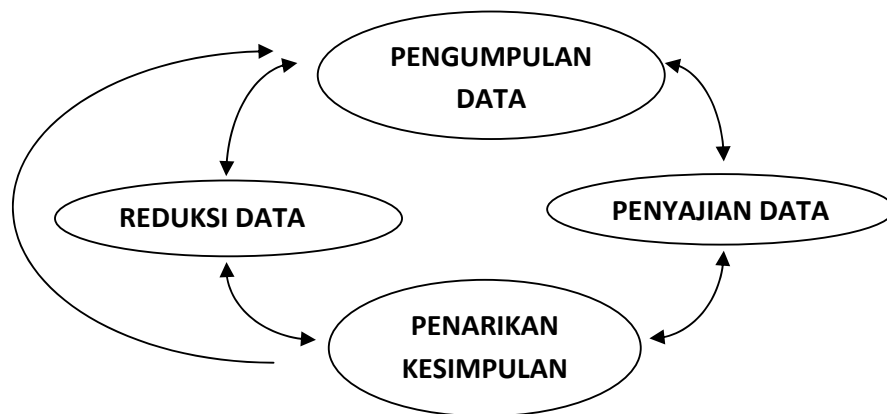 PENGUMPULAN
DATA
REDUKSI DATA
PENYAJIAN DATA
PENARIKAN
KESIMPULAN